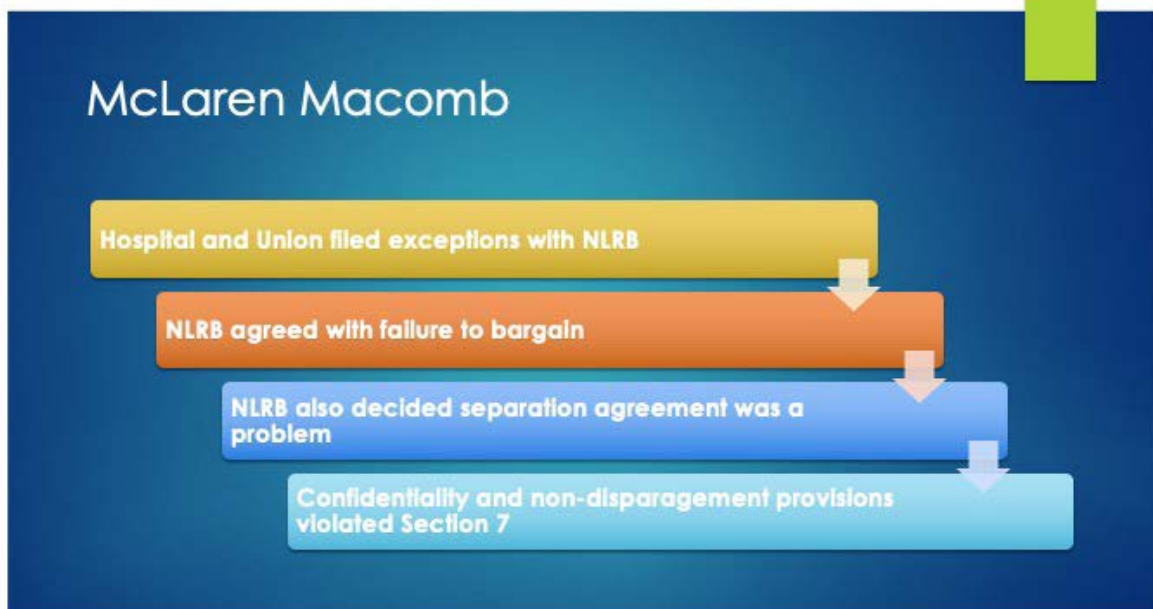 McLaren Macomb
Hospital and Union filed exceptions with NLRB
NLRB agreed with failure to bargain
NLRB also decided separation agreement was a
problem
Confidentiality and non-disparagement provisions
violated Section 7